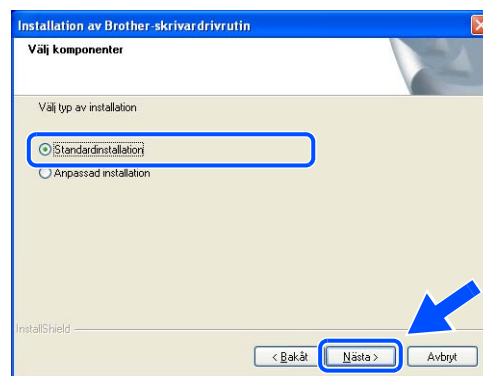 Installation av Brother-skrivardrivrutin
Välj komponenter
Välj typ av installation
Standardinstallation
Anpassad installation
InstallShield
< Bakåt Nästa > Avbryt